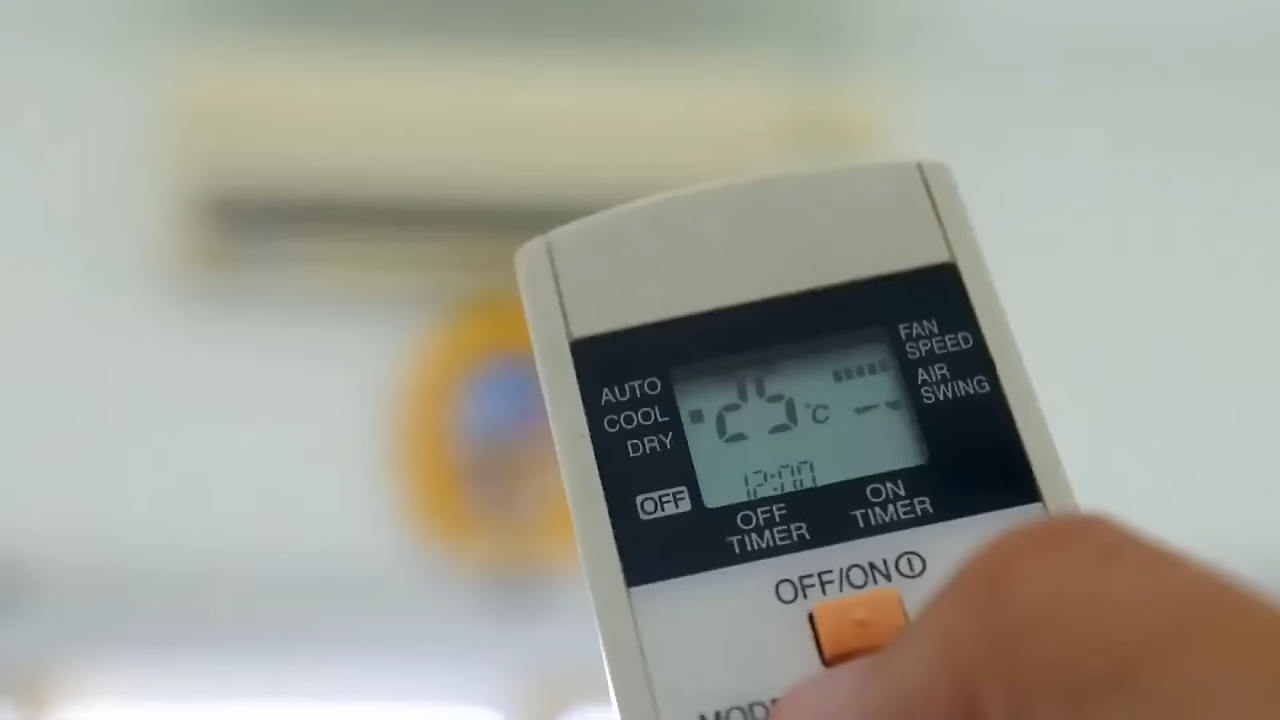 FAN
SPEED
AUTO
COOL
DRY
25 °C
AIR
SWING
12:00
OFF
OFF
TIMER
ON
TIMER
OFF/ON